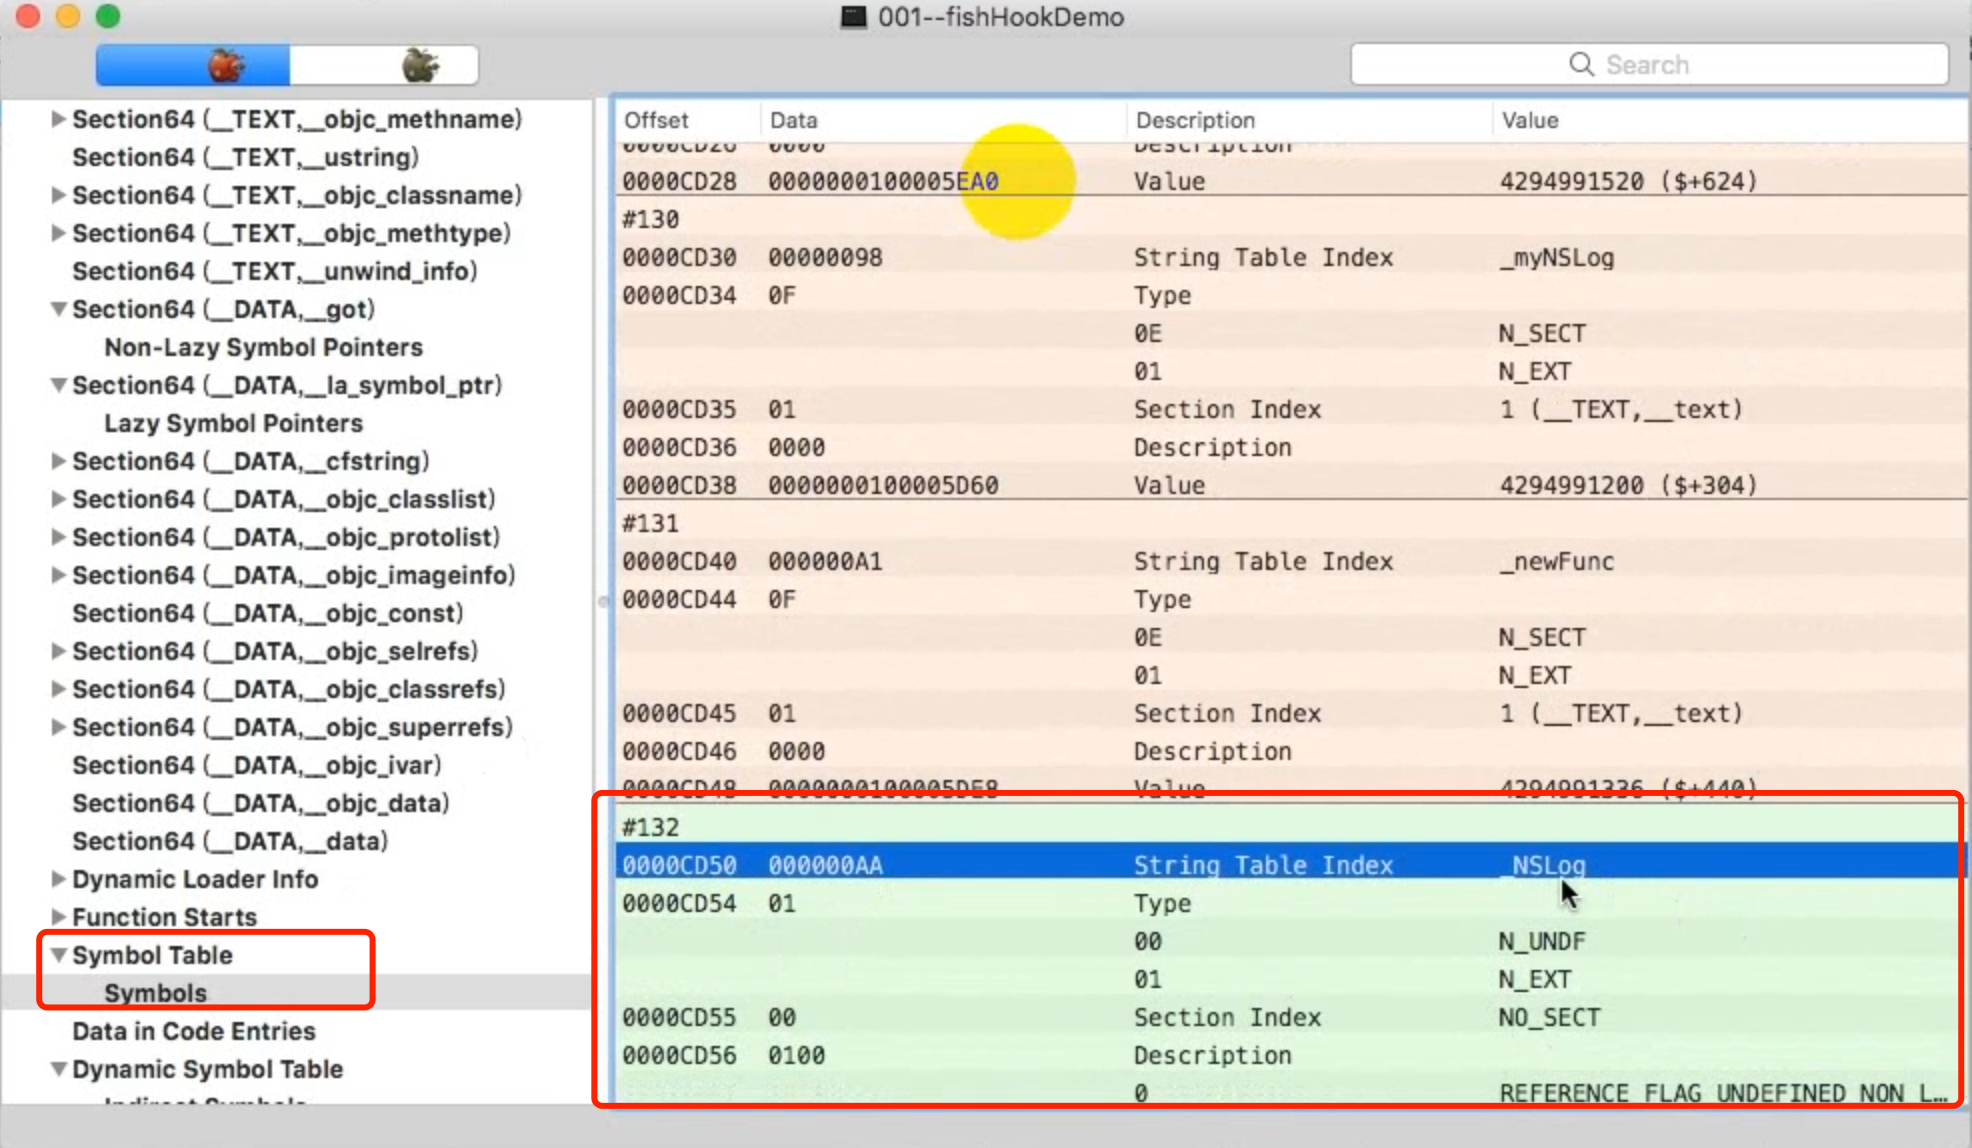 001--fishHookDemo
Search
Section64 (__TEXT,__objc_methname)
Section64 (__TEXT,__ustring)
Section64 (__TEXT,__objc_classname)
Section64 (__TEXT,__objc_methtype)
Section64 (__TEXT,__unwind_info)
Section64 (__DATA,__got)
Non-Lazy Symbol Pointers
Section64 (__DATA,__la_symbol_ptr)
Lazy Symbol Pointers
Section64 (__DATA,__cfstring)
Section64 (__DATA,__objc_classlist)
Section64 (__DATA,__objc_protolist)
Section64 (__DATA,__objc_imageinfo)
Section64 (__DATA,__objc_const)
Section64 (__DATA,__objc_selrefs)
Section64 (__DATA,__objc_classrefs)
Section64 (__DATA,__objc_superrefs)
Section64 (__DATA,__objc_ivar)
Section64 (__DATA,__objc_data)
Section64 (__DATA,__data)
Dynamic Loader Info
Function Starts
Symbol Table
Symbols
Data in Code Entries
Dynamic Symbol Table
Indirect Symbols
Offset Data Description Value
0000CD26 0000 Description
0000CD28 0000000100005EA0 Value 4294991520 ($+624)
#130
0000CD30 00000098 String Table Index _myNSLog
0000CD34 0F Type
0E N_SECT
01 N_EXT
0000CD35 01 Section Index 1 (__TEXT,__text)
0000CD36 0000 Description
0000CD38 0000000100005D60 Value 4294991200 ($+304)
#131
0000CD40 000000A1 String Table Index _newFunc
0000CD44 0F Type
0E N_SECT
01 N_EXT
0000CD45 01 Section Index 1 (__TEXT,__text)
0000CD46 0000 Description
0000CD48 0000000100005DE8 Value 4294991336 ($+440)
#132
0000CD50 000000AA String Table Index _NSLog
0000CD54 01 Type
00 N_UNDF
01 N_EXT
0000CD55 00 Section Index NO_SECT
0000CD56 0100 Description
0 REFERENCE_FLAG_UNDEFINED_NON_L…